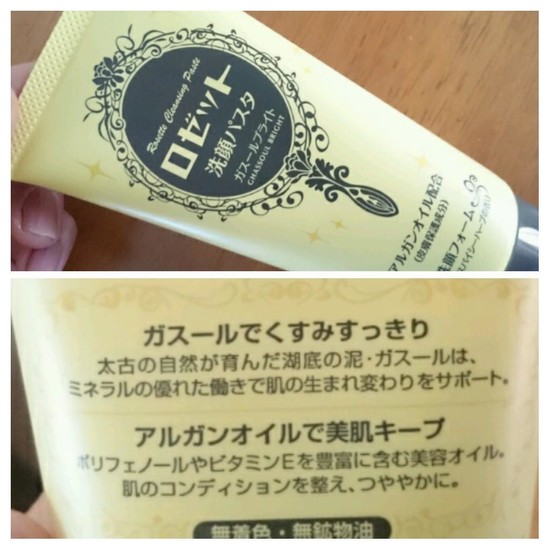 Rosette Cleansing Paste
ロゼット
洗顔パスタ
ガスールブライト
GHASSOUL BRIGHT
アルガンオイル配合
(皮膚保護成分)
洗顔フォーム
ガスールでくすみすっきり
太古の自然が育んだ湖底の泥・ガスールは、
ミネラルの優れた働きで肌の生まれ変わりをサポート。
アルガンオイルで美肌キープ
ポリフェノールやビタミンEを豊富に含む美容オイル。
肌のコンディションを整え、つややかに。
無着色・無鉱物油